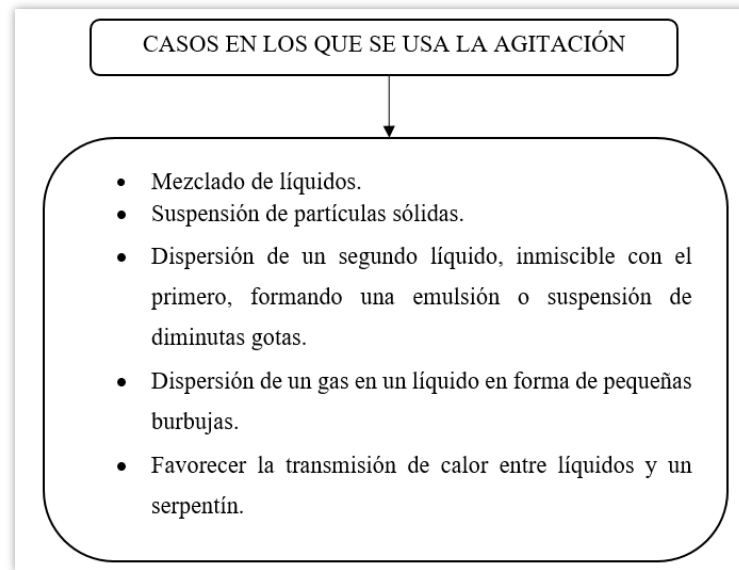 CASOS EN LOS QUE SE USA LA AGITACIÓN
• Mezclado de líquidos.
• Suspensión de partículas sólidas.
• Dispersión de un segundo líquido, inmiscible con el
primero, formando una emulsión o suspensión de
diminutas gotas.
• Dispersión de un gas en un líquido en forma de pequeñas
burbujas.
• Favorecer la transmisión de calor entre líquidos y un
serpentín.